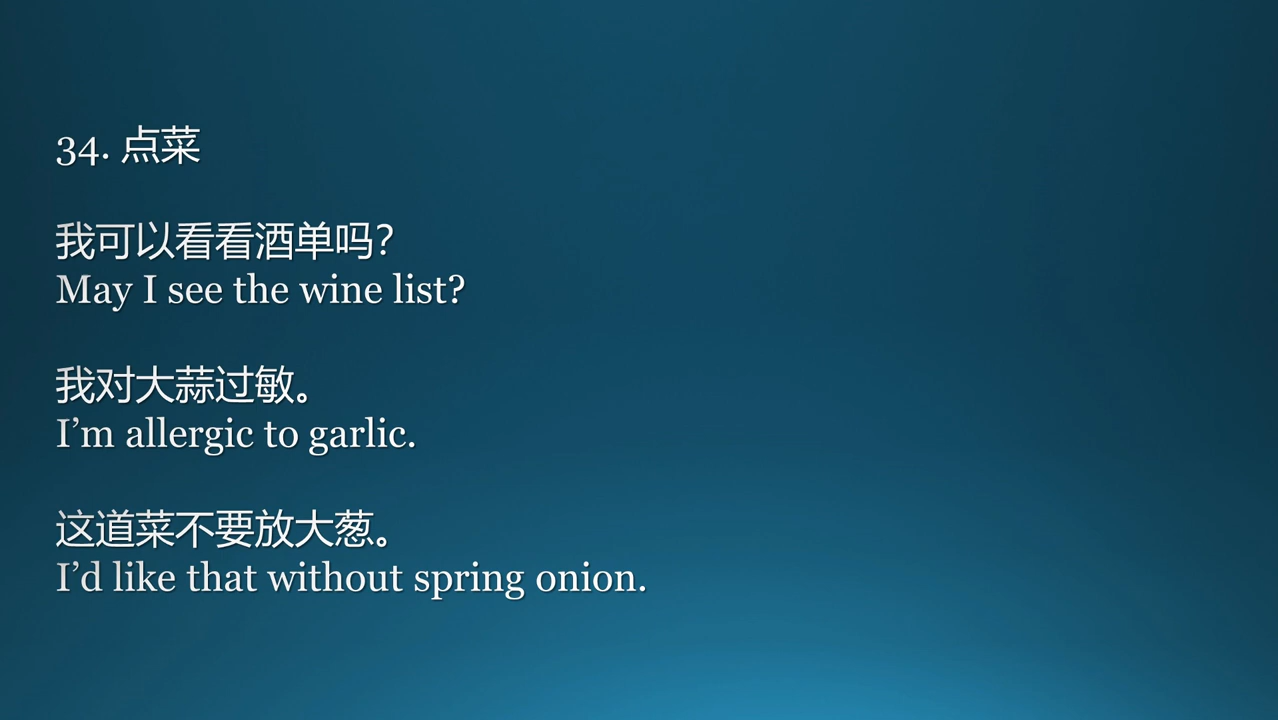 34. 点菜
我可以看看酒单吗？
May I see the wine list?
我对大蒜过敏。
I’m allergic to garlic.
这道菜不要放大葱。
I’d like that without spring onion.